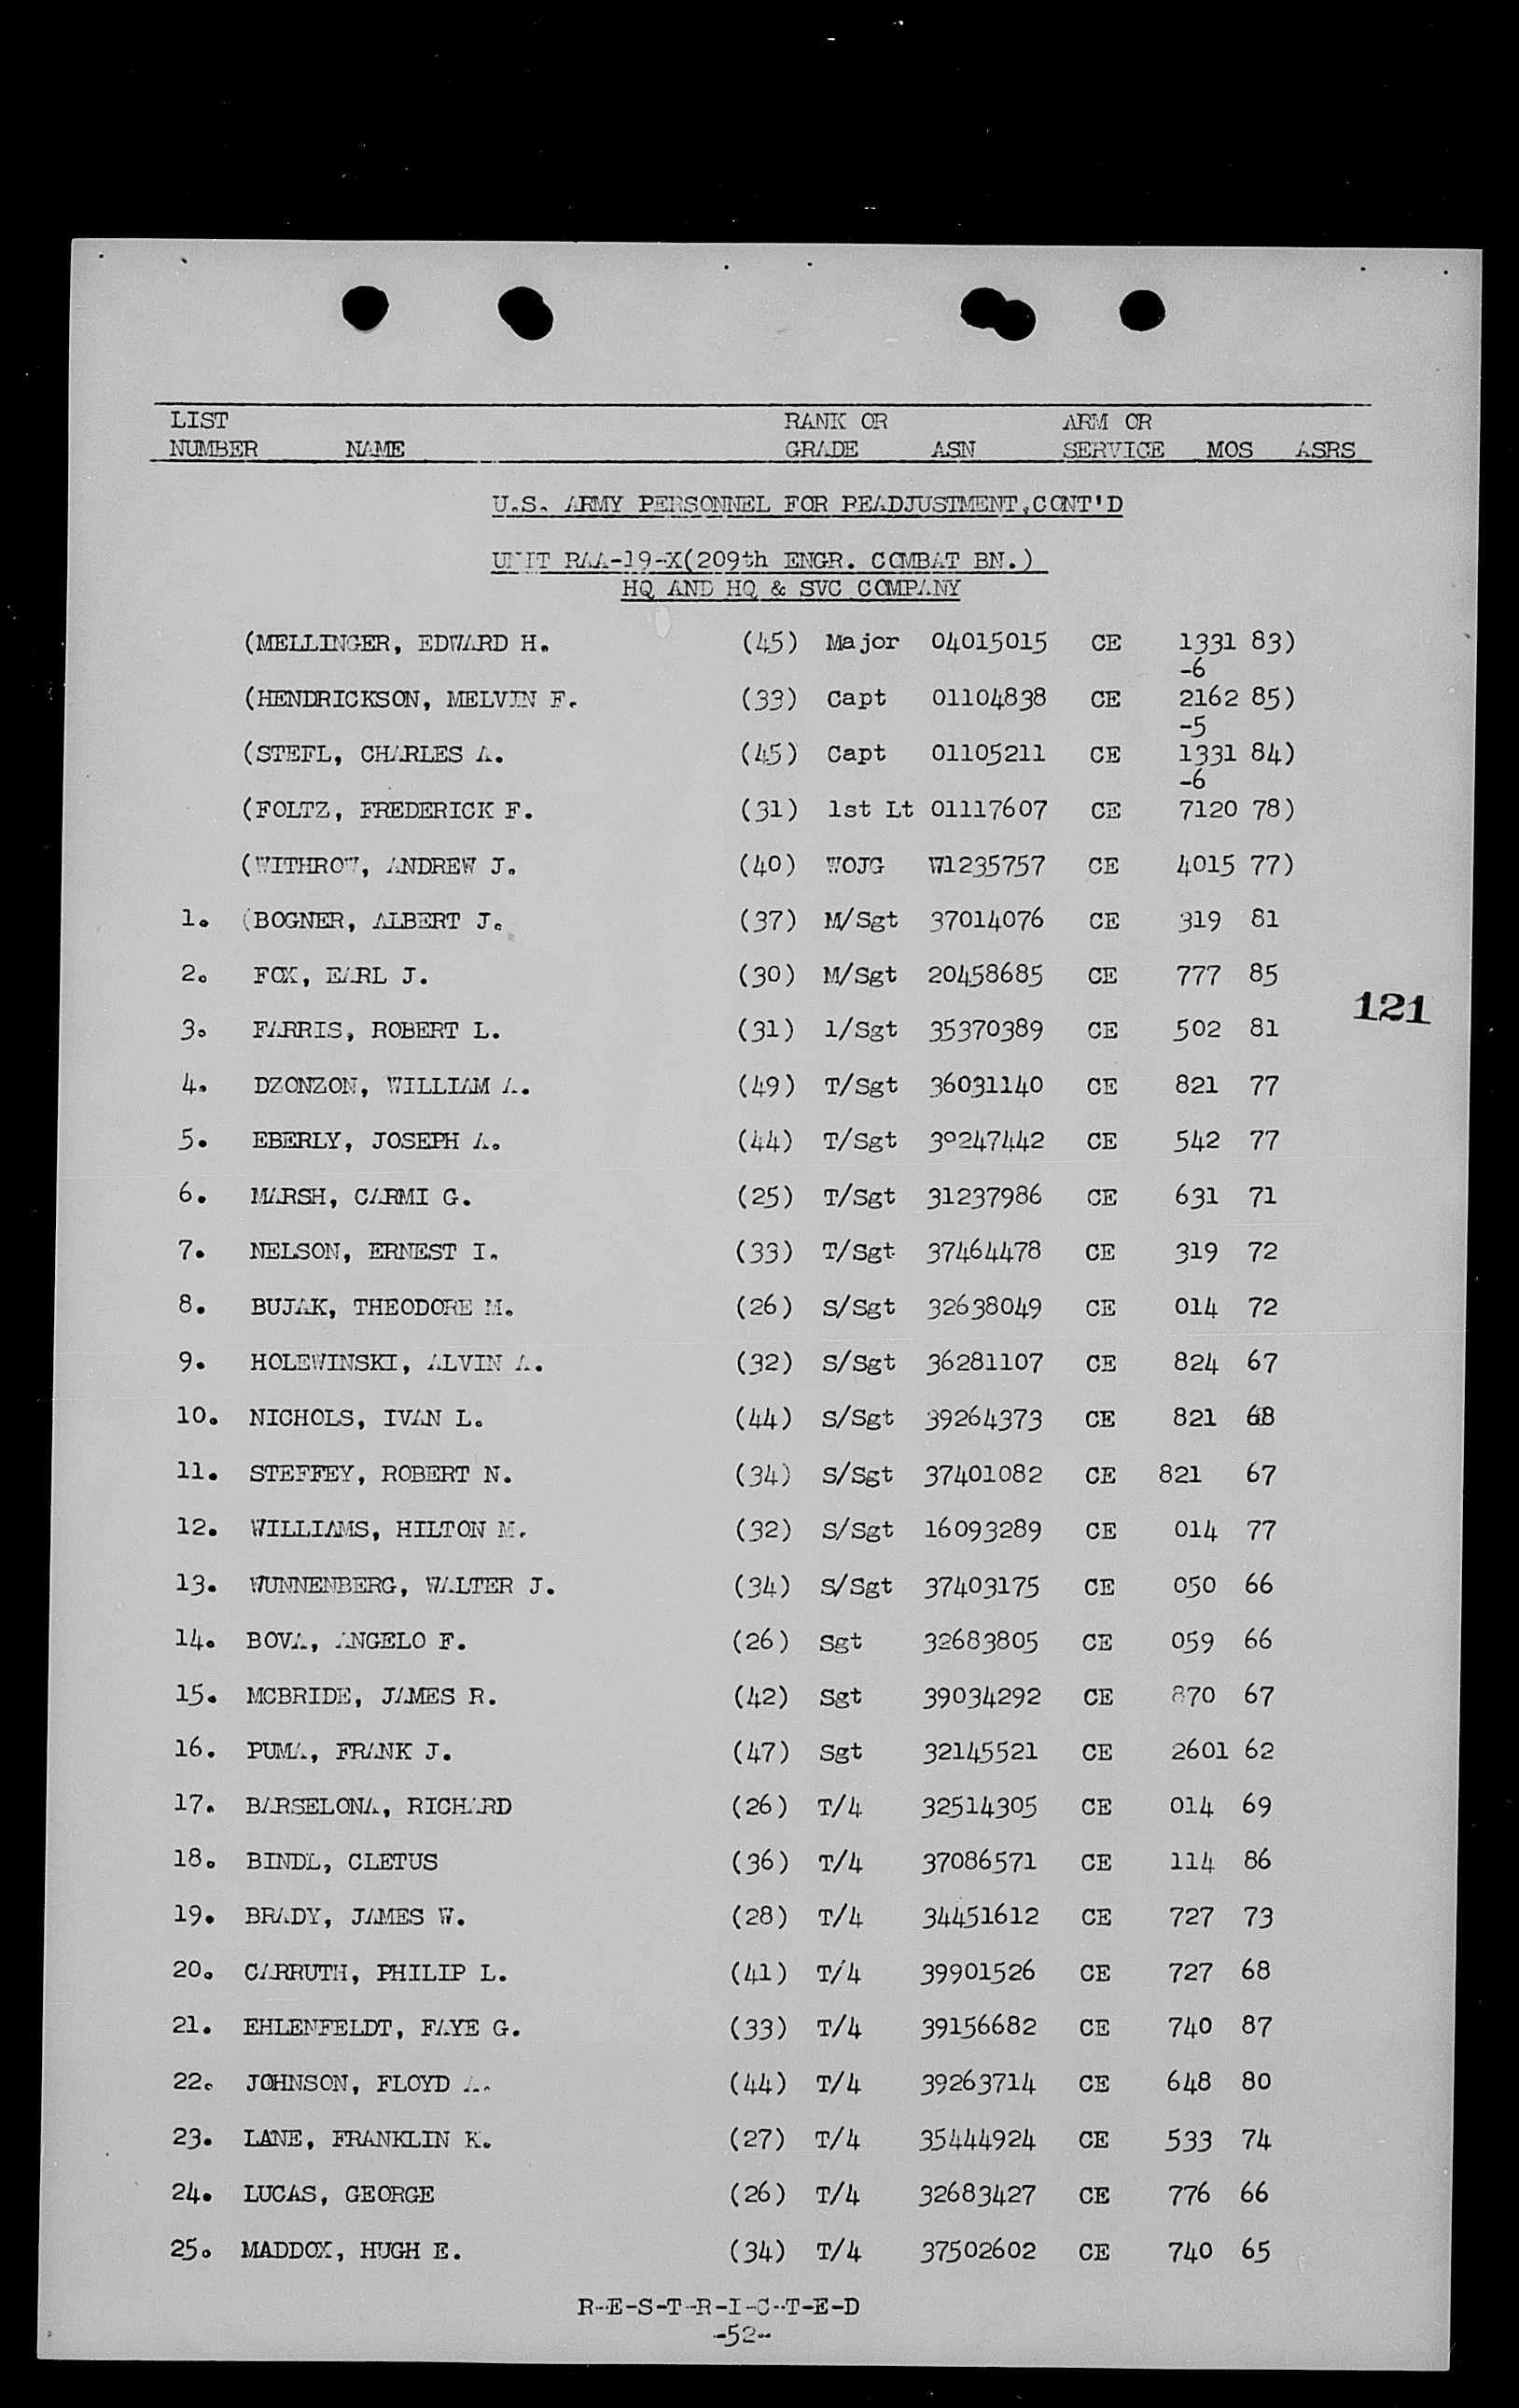 LIST RANK OR ARM OR
NUMBER NAME GRADE ASN SERVICE MOS ASRS
U.S. ARMY PERSONNEL FOR READJUSTMENT, CONT'D
UNIT RAA-19-X(209th ENGR. COMBAT BN.)
HQ AND HQ & SVC COMPANY
(MELLINGER, EDWARD H. (45) Major 04015015 CE 1331 83)
-6
(HENDRICKSON, MELVIN F. (33) Capt 01104838 CE 2162 85)
-5
(STEFL, CHARLES A. (45) Capt 01105211 CE 1331 84)
-6
(FOLTZ, FREDERICK F. (31) 1st Lt 01117607 CE 7120 78)
(WITHROW, ANDREW J. (40) WOJG W1235757 CE 4015 77)
1. (BOGNER, ALBERT J. (37) M/Sgt 37014076 CE 319 81
2. FOX, EARL J. (30) M/Sgt 20458685 CE 777 85
121
3. FARRIS, ROBERT L. (31) 1/Sgt 35370389 CE 502 81
4. DZONZON, WILLIAM A. (49) T/Sgt 36031140 CE 821 77
5. EBERLY, JOSEPH A. (44) T/Sgt 30247442 CE 542 77
6. MARSH, CARMI G. (25) T/Sgt 31237986 CE 631 71
7. NELSON, ERNEST I. (33) T/Sgt 37464478 CE 319 72
8. BUJAK, THEODORE M. (26) S/Sgt 32638049 CE 014 72
9. HOLEWINSKI, ALVIN A. (32) S/Sgt 36281107 CE 824 67
10. NICHOLS, IVAN L. (44) S/Sgt 39264373 CE 821 68
11. STEFFEY, ROBERT N. (34) S/Sgt 37401082 CE 821 67
12. WILLIAMS, HILTON M. (32) S/Sgt 16093289 CE 014 77
13. WUNNENBERG, WALTER J. (34) S/Sgt 37403175 CE 050 66
14. BOVA, ANGELO F. (26) Sgt 32683805 CE 059 66
15. MCBRIDE, JAMES R. (42) Sgt 39034292 CE 870 67
16. PUMA, FRANK J. (47) Sgt 32145521 CE 2601 62
17. BARSELONA, RICHARD (26) T/4 32514305 CE 014 69
18. BINDL, CLETUS (36) T/4 37086571 CE 114 86
19. BRADY, JAMES W. (28) T/4 34451612 CE 727 73
20. CARRUTH, PHILIP L. (41) T/4 39901526 CE 727 68
21. EHLENFELDT, FAYE G. (33) T/4 39156682 CE 740 87
22. JOHNSON, FLOYD A. (44) T/4 39263714 CE 648 80
23. LANE, FRANKLIN K. (27) T/4 35444924 CE 533 74
24. LUCAS, GEORGE (26) T/4 32683427 CE 776 66
25. MADDOX, HUGH E. (34) T/4 37502602 CE 740 65
R-E-S-T-R-I-C-T-E-D
-52-